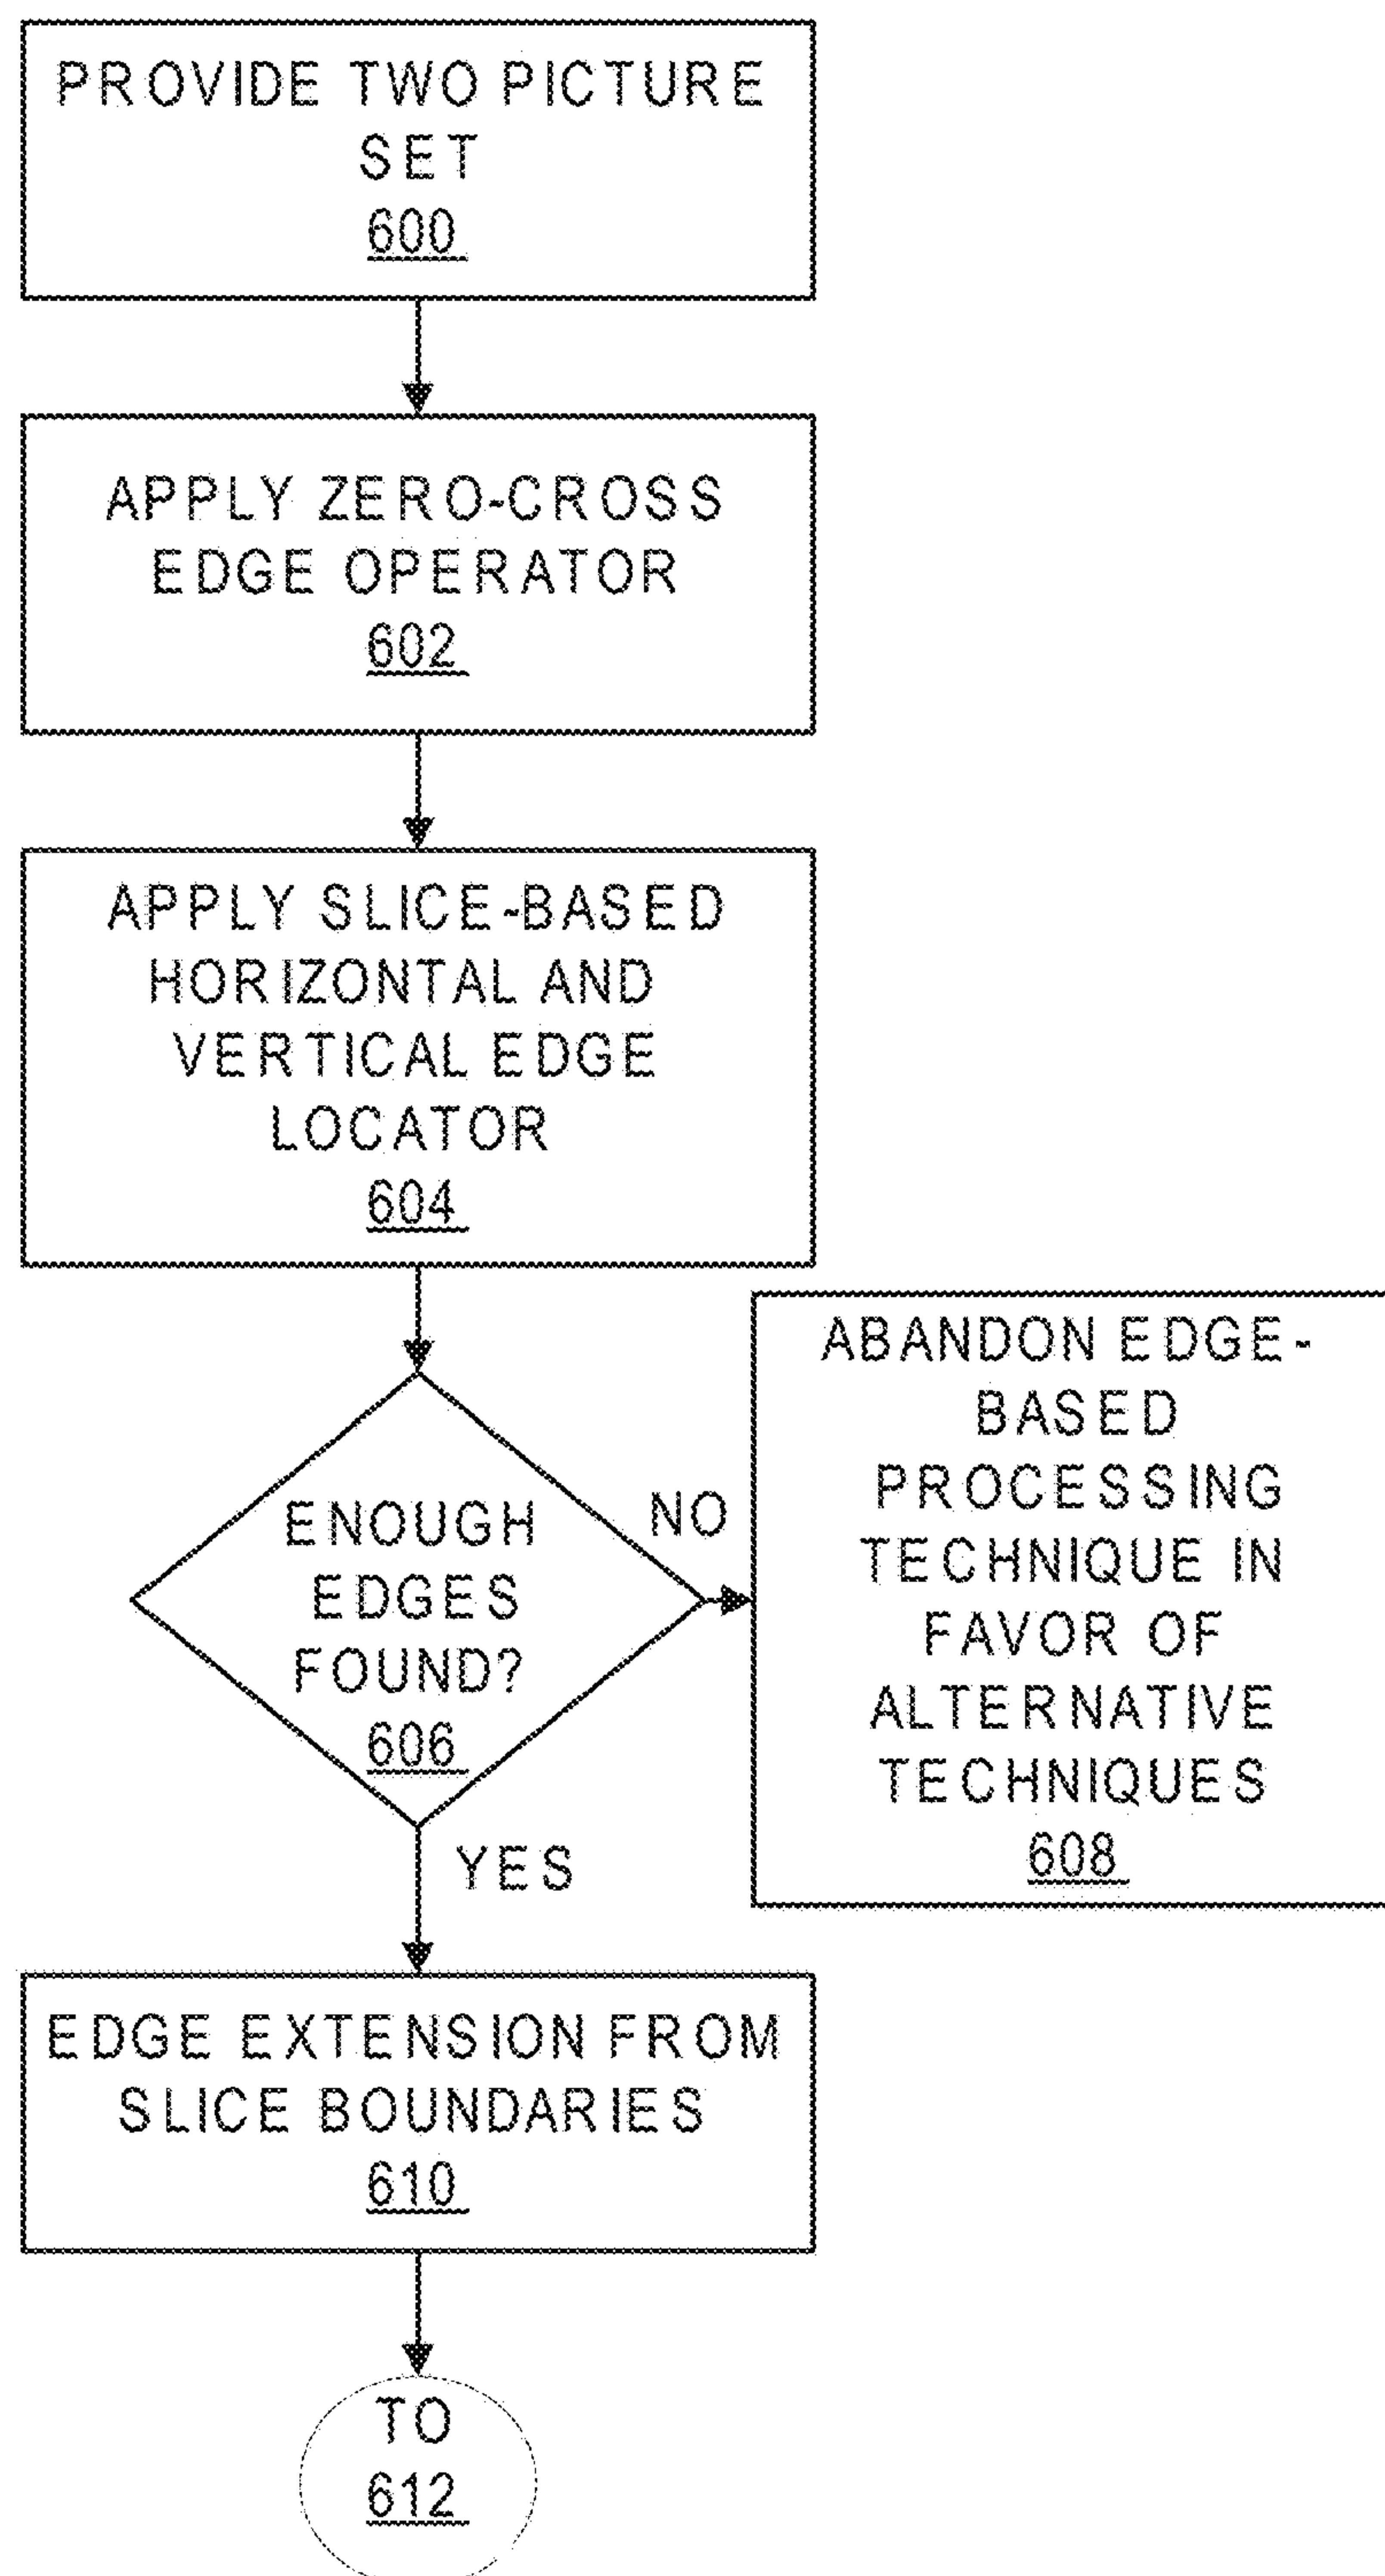 PROVIDE TWO PICTURE
SET
600
APPLY ZERO-CROSS
EDGE OPERATOR
602
APPLY SLICE-BASED
HORIZONTAL AND
VERTICAL EDGE
LOCATOR
604
ENOUGH
EDGES
FOUND?
606
NO
ABANDON EDGE-
BASED
PROCESSING
TECHNIQUE IN
FAVOR OF
ALTERNATIVE
TECHNIQUES
608
YES
EDGE EXTENSION FROM
SLICE BOUNDARIES
610
TO
612